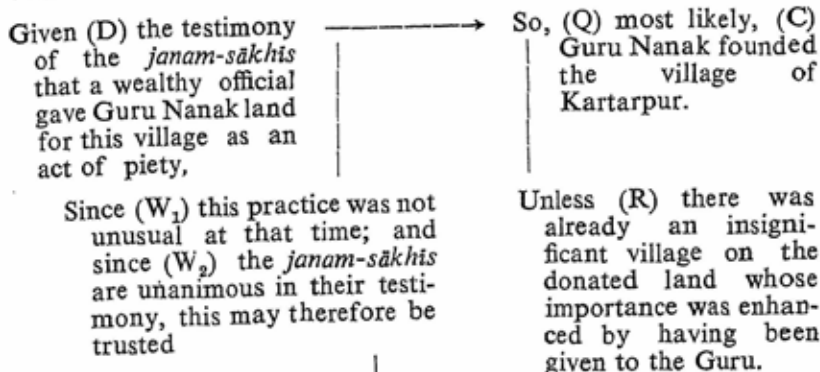 Given (D) the testimony
of the janam-sākhīs
that a wealthy official
gave Guru Nanak land
for this village as an
act of piety,
So, (Q) most likely, (C)
Guru Nanak founded
the village of
Kartarpur.
Since (W₁) this practice was not
unusual at that time; and
since (W₂) the janam-sākhīs
are unanimous in their testi-
mony, this may therefore be
trusted
Unless (R) there was
already an insigni-
ficant village on the
donated land whose
importance was enhan-
ced by having been
given to the Guru.